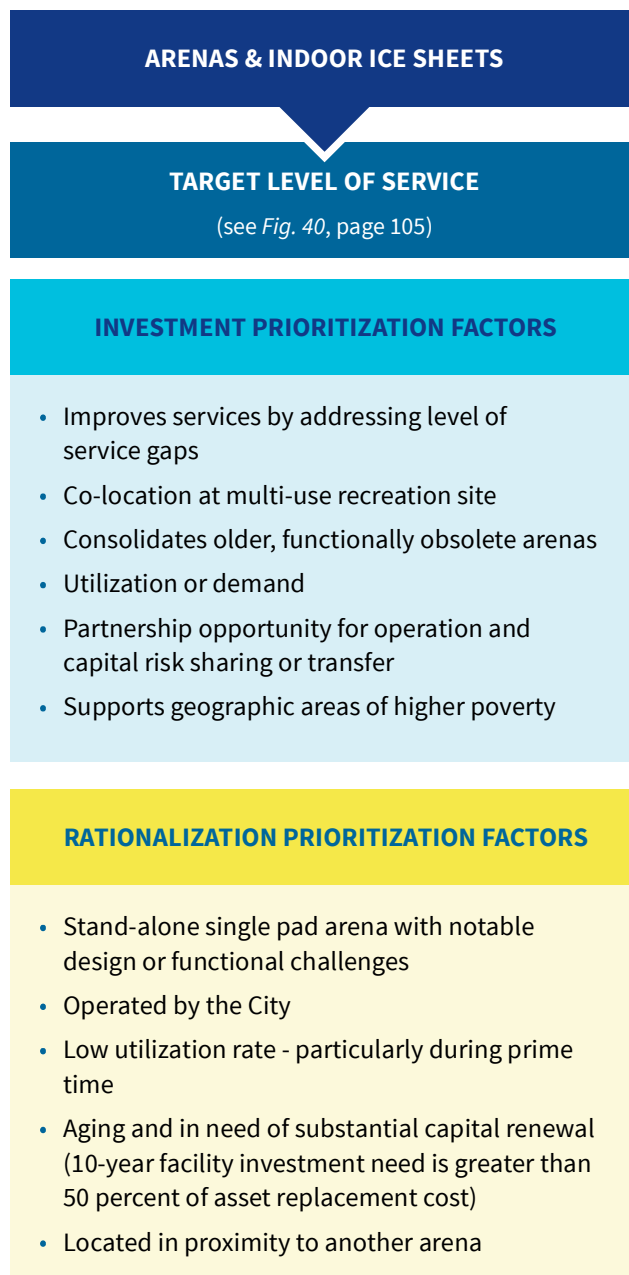 ARENAS & INDOOR ICE SHEETS
TARGET LEVEL OF SERVICE
(see Fig. 40, page 105)
INVESTMENT PRIORITIZATION FACTORS
• Improves services by addressing level of
service gaps
• Co-location at multi-use recreation site
• Consolidates older, functionally obsolete arenas
• Utilization or demand
• Partnership opportunity for operation and
capital risk sharing or transfer
• Supports geographic areas of higher poverty
RATIONALIZATION PRIORITIZATION FACTORS
• Stand-alone single pad arena with notable
design or functional challenges
• Operated by the City
• Low utilization rate - particularly during prime
time
• Aging and in need of substantial capital renewal
(10-year facility investment need is greater than
50 percent of asset replacement cost)
• Located in proximity to another arena